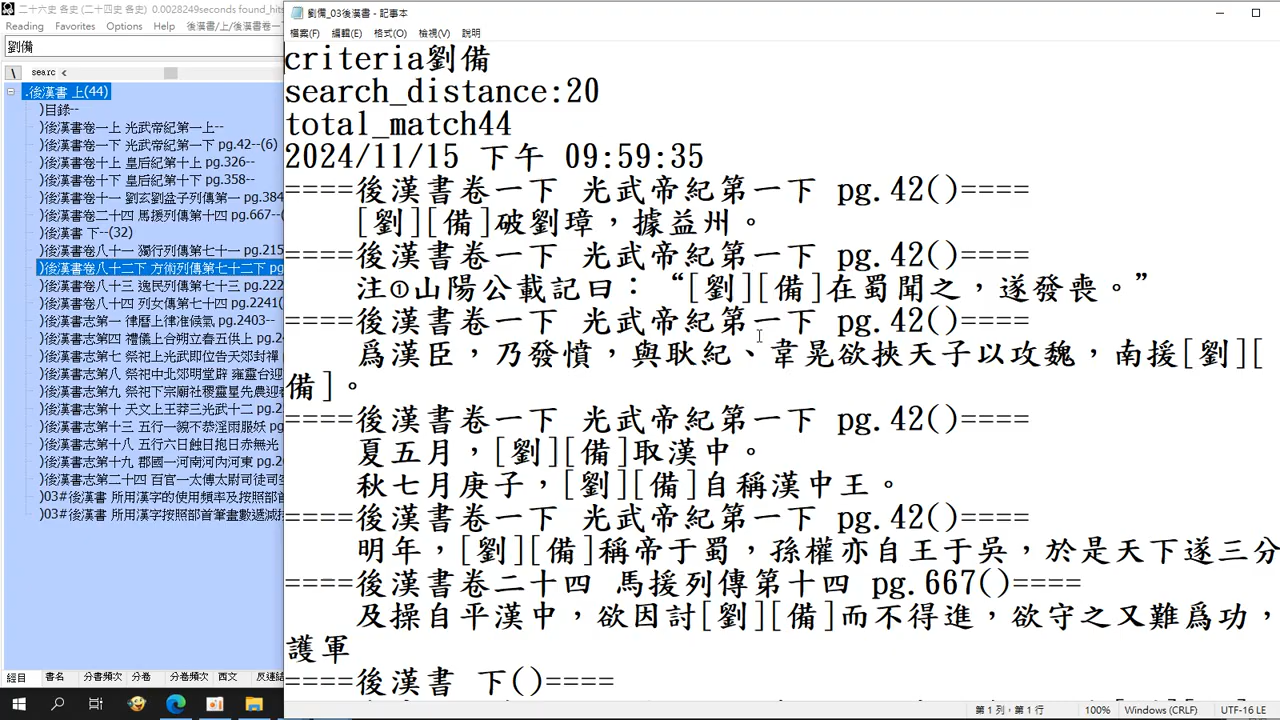 二十六史 各史 (二十四史 各史) 0.0028249seconds found_hits
Reading Favorites Options Help 後漢書/上/後漢書卷一
劉備
\ searc <
.後漢書 上(44)
)目錄--
)後漢書卷一上 光武帝紀第一上--
)後漢書卷一下 光武帝紀第一下 pg.42--(6)
)後漢書卷十上 皇后紀第十上 pg.326--
)後漢書卷十下 皇后紀第十下 pg.358--
)後漢書卷十一 劉玄劉盆子列傳第一 pg.384
)後漢書卷二十四 馬援列傳第十四 pg.667--(
)後漢書 下--(32)
)後漢書卷八十一 獨行列傳第七十一 pg.215
)後漢書卷八十二下 方術列傳第七十二下 pg
)後漢書卷八十三 逸民列傳第七十三 pg.222
)後漢書卷八十四 列女傳第七十四 pg.2241(
)後漢書志第一 律曆上律准候氣 pg.2403--
)後漢書志第四 禮儀上合朔立春五供上
)後漢書志第七 祭祀上光武即位告天郊封禪
)後漢書志第八 祭祀中北郊明堂辟 雍靈台迎
)後漢書志第九 祭祀下宗廟社稷靈星先農迎春
)後漢書志第十 天文上王莽三光武十二 pg.2
)後漢書志第十三 五行一貌不恭淫雨服妖 pg
)後漢書志第十八 五行六日蝕日抱日赤無光
)後漢書志第十九 郡國一河南河內河東 pg.2
)後漢書志第二十四 百官一太傅太尉司徒司空
)03#後漢書 所用漢字的使用頻率及按照部首
)03#後漢書 所用漢字按照部首筆畫數遞減
經目 書名 分書頻次 分卷 分卷頻次 西文 反連結
劉備_03後漢書 - 記事本
檔案(F) 編輯(E) 格式(O) 檢視(V) 說明
criteria劉備
search_distance:20
total_match44
2024/11/15 下午 09:59:35
====後漢書卷一下 光武帝紀第一下 pg.42()====
[劉][備]破劉璋，據益州。
====後漢書卷一下 光武帝紀第一下 pg.42()====
注①山陽公載記曰：“[劉][備]在蜀聞之，遂發喪。”
====後漢書卷一下 光武帝紀第一下 pg.42()====
爲漢臣，乃發憤，與耿紀、韋晃欲挾天子以攻魏，南援[劉][
備]。
====後漢書卷一下 光武帝紀第一下 pg.42()====
夏五月，[劉][備]取漢中。
秋七月庚子，[劉][備]自稱漢中王。
====後漢書卷一下 光武帝紀第一下 pg.42()====
明年，[劉][備]稱帝于蜀，孫權亦自王于吳，於是天下遂三分
====後漢書卷二十四 馬援列傳第十四 pg.667()====
及操自平漢中，欲因討[劉][備]而不得進，欲守之又難爲功，
護軍
====後漢書 下()====
第 1 列，第 1 行 100% Windows (CRLF) UTF-16 LE